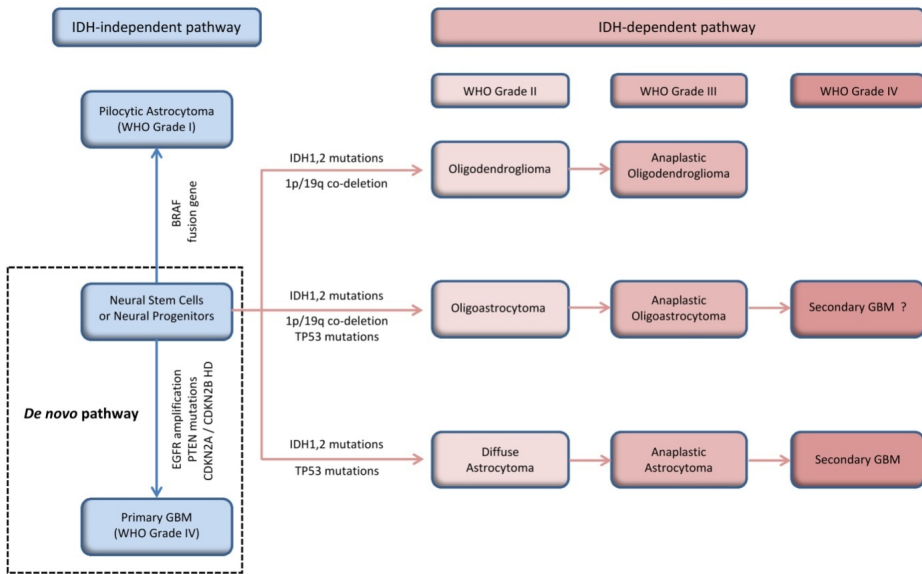 IDH-independent pathway
IDH-dependent pathway
WHO Grade II
WHO Grade III
WHO Grade IV
Pilocytic Astrocytoma
(WHO Grade I)
BRAF
fusion gene
IDH1,2 mutations
1p/19q co-deletion
Oligodendroglioma
Anaplastic
Oligodendroglioma
Neural Stem Cells
or Neural Progenitors
IDH1,2 mutations
1p/19q co-deletion
TP53 mutations
Oligoastrocytoma
Anaplastic
Oligoastrocytoma
Secondary GBM ?
De novo pathway
EGFR amplification
PTEN mutations
CDKN2A / CDKN2B HD
IDH1,2 mutations
TP53 mutations
Diffuse
Astrocytoma
Anaplastic
Astrocytoma
Secondary GBM
Primary GBM
(WHO Grade IV)